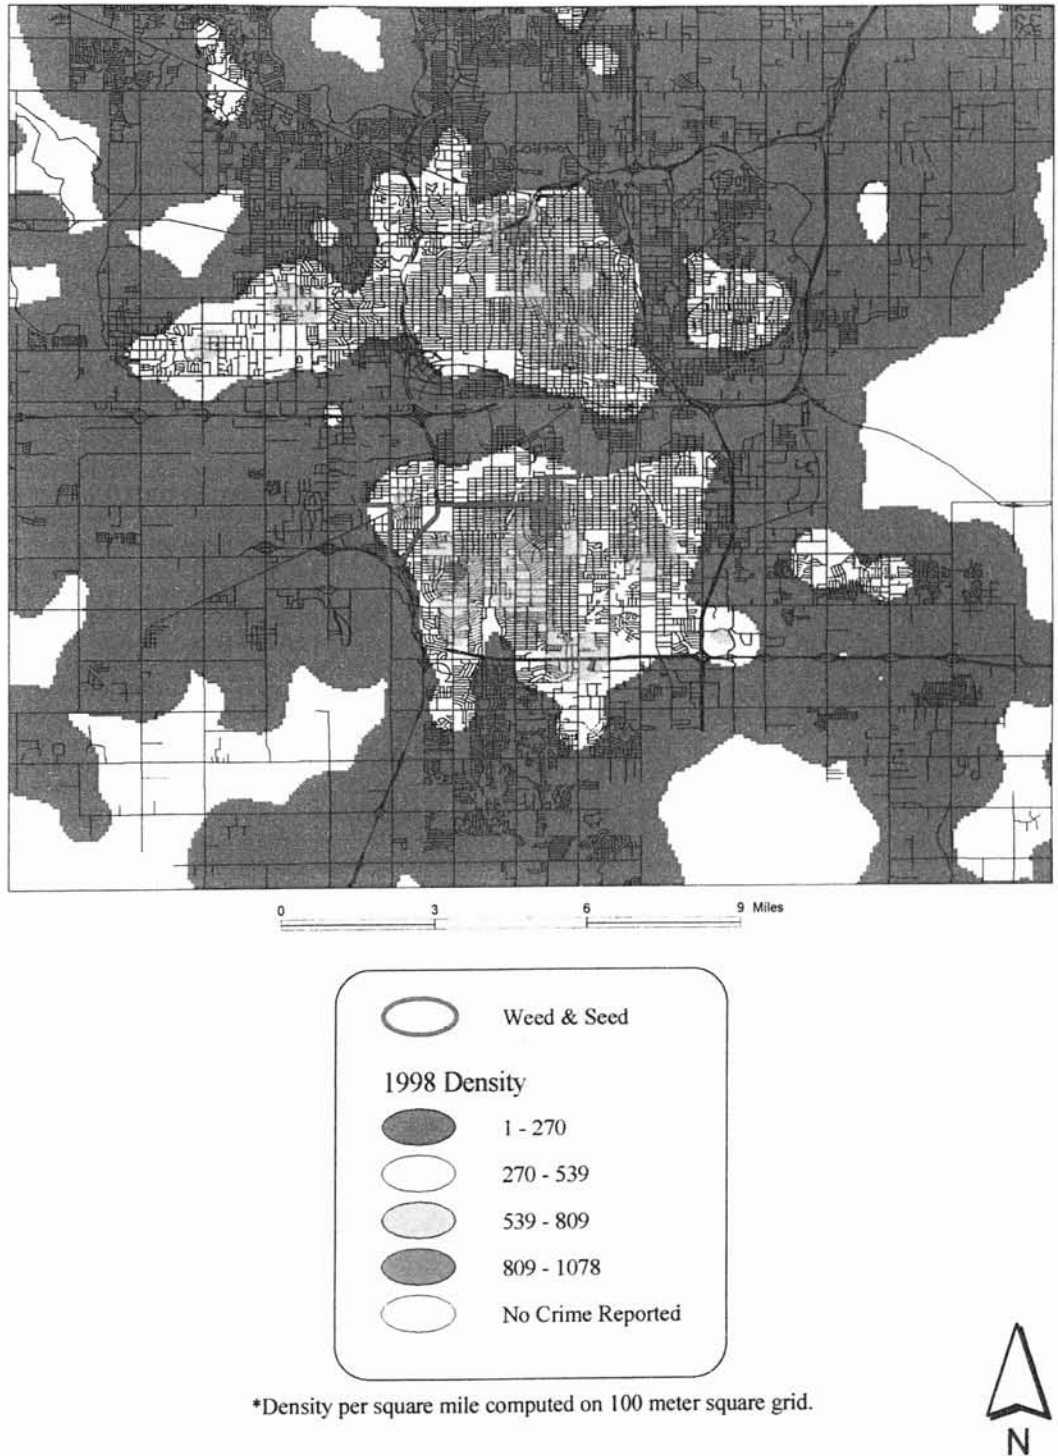 0 3 6 9 Miles
Weed & Seed
1998 Density
1 - 270
270 - 539
539 - 809
809 - 1078
No Crime Reported
*Density per square mile computed on 100 meter square grid.
N